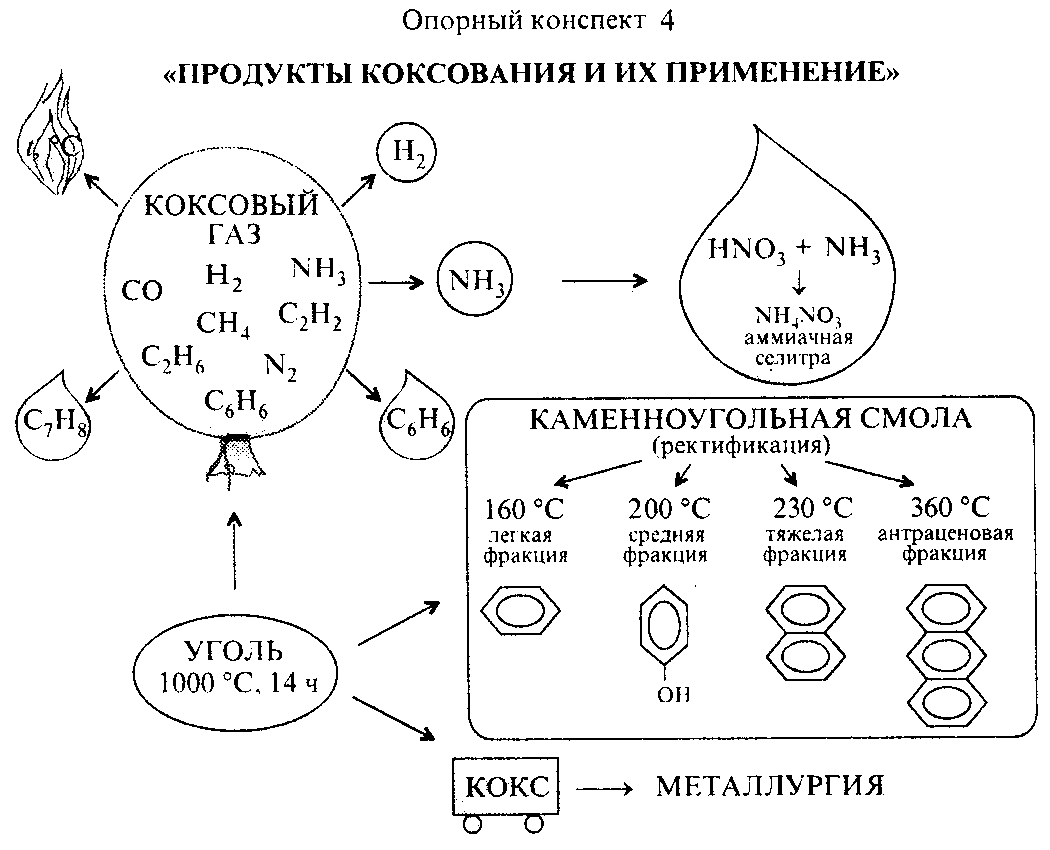 Опорный конспект 4
«ПРОДУКТЫ КОКСОВАНИЯ И ИХ ПРИМЕНЕНИЕ»
t, °C
H₂
КОКСОВЫЙ
ГАЗ
H₂
NH₃
CO
CH₄
C₂H₂
C₂H₆
N₂
C₆H₆
NH₃
HNO₃ + NH₃
↓
NH₄NO₃
аммиачная
селитра
C₇H₈
C₆H₆
КАМЕННОУГОЛЬНАЯ СМОЛА
(ректификация)
160 °C
легкая
фракция
200 °C
средняя
фракция
OH
230 °C
тяжелая
фракция
360 °C
антраценовая
фракция
УГОЛЬ
1000 °C, 14 ч
КОКС
МЕТАЛЛУРГИЯ